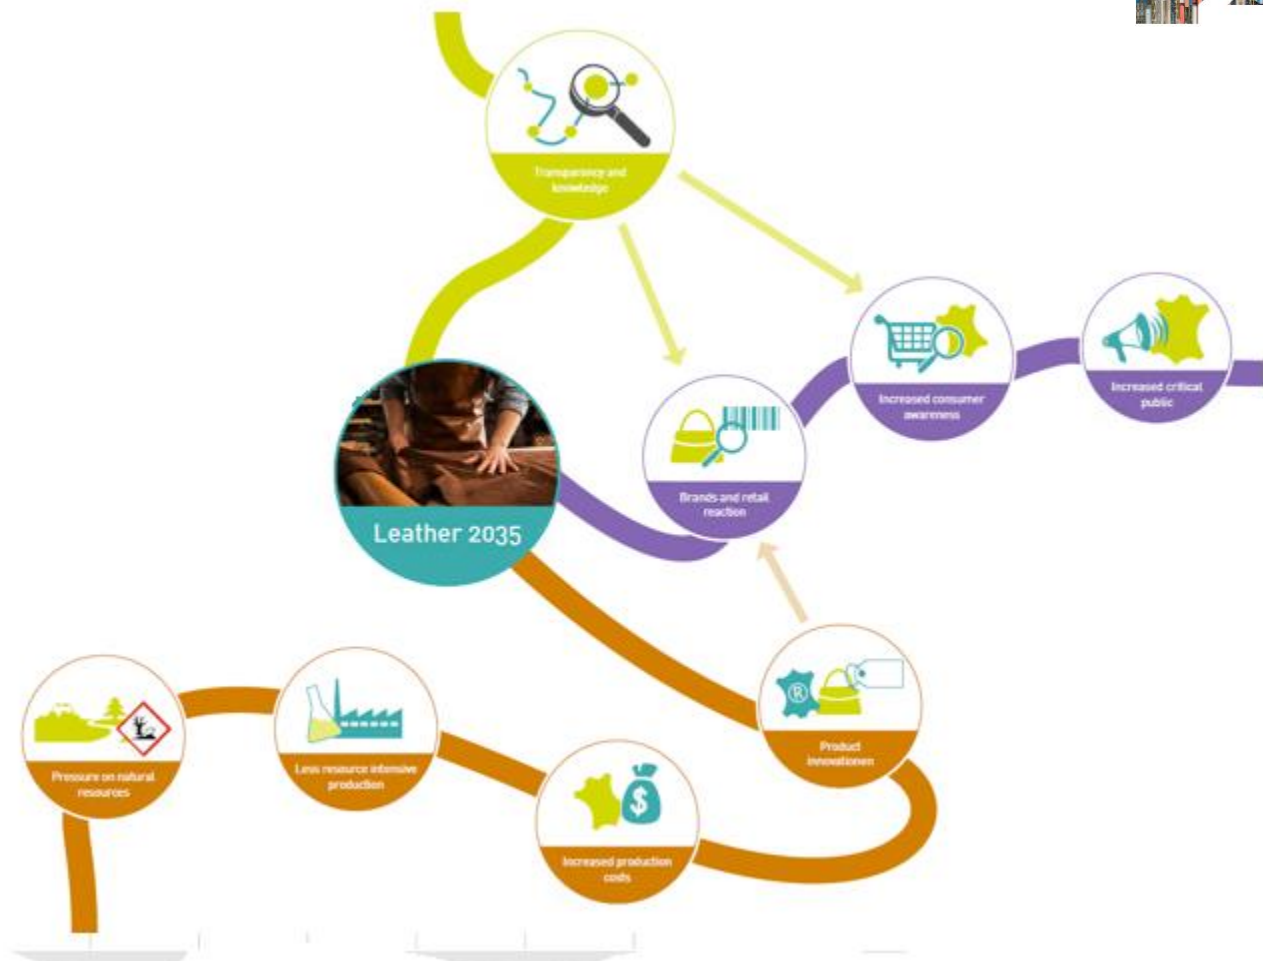 Transparency and
knowledge
Increased consumer
awareness
Increased critical
public
Brands and retail
reaction
Leather 2035
®
Product
innovationen
Pressure on natural
resources
Less resource intensive
production
$
Increased production
costs